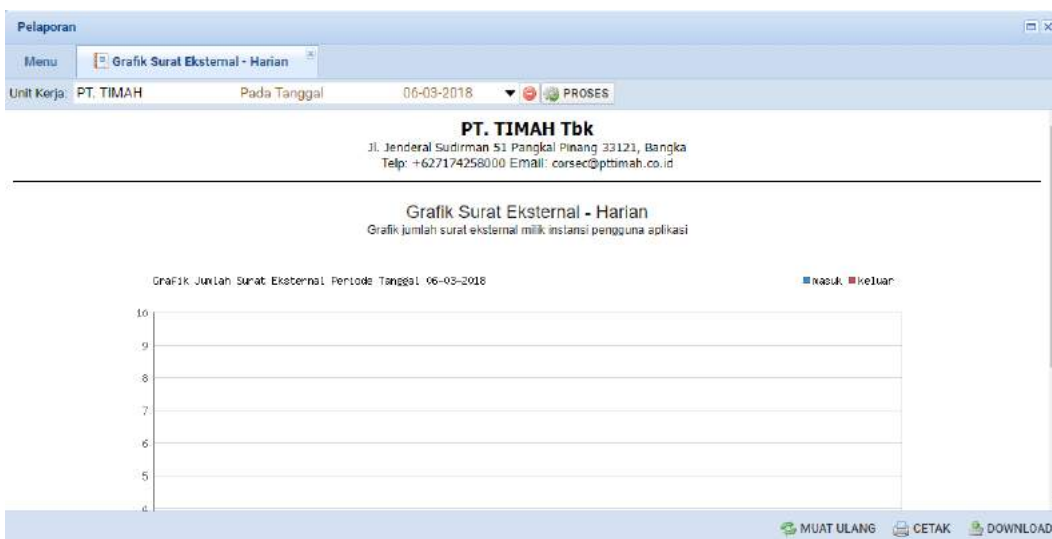 Pelaporan
Menu Grafik Surat Eksternal - Harian
Unit Kerja: PT. TIMAH Pada Tanggal 06-03-2018 PROSES
PT. TIMAH Tbk
Jl. Jenderal Sudirman 51 Pangkal Pinang 33121, Bangka
Telp: +627174258000 Email: corsec@pttimah.co.id
Grafik Surat Eksternal - Harian
Grafik jumlah surat eksternal milik instansi pengguna aplikasi
Grafik Jumlah Surat Eksternal Periode Tanggal 06-03-2018 masuk keluar
10
9
8
7
6
5
4
MUAT ULANG CETAK DOWNLOAD